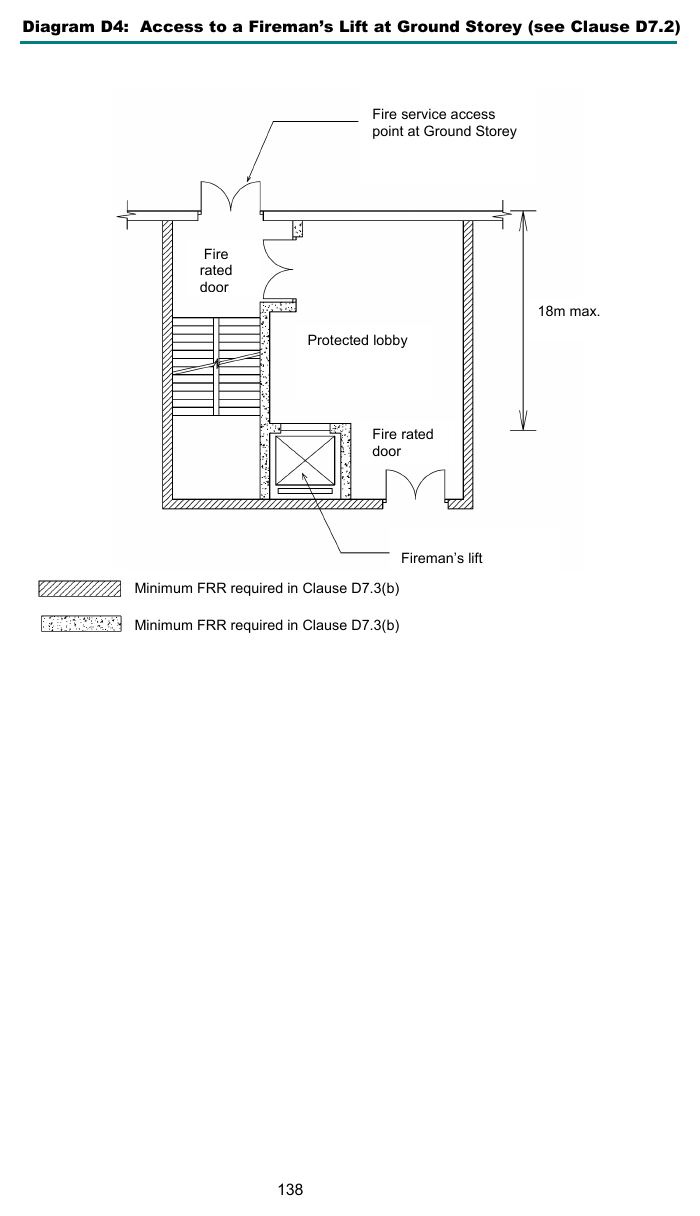 Diagram D4: Access to a Fireman’s Lift at Ground Storey (see Clause D7.2)
Fire service access
point at Ground Storey
Fire
rated
door
18m max.
Protected lobby
Fire rated
door
Fireman’s lift
Minimum FRR required in Clause D7.3(b)
Minimum FRR required in Clause D7.3(b)
138